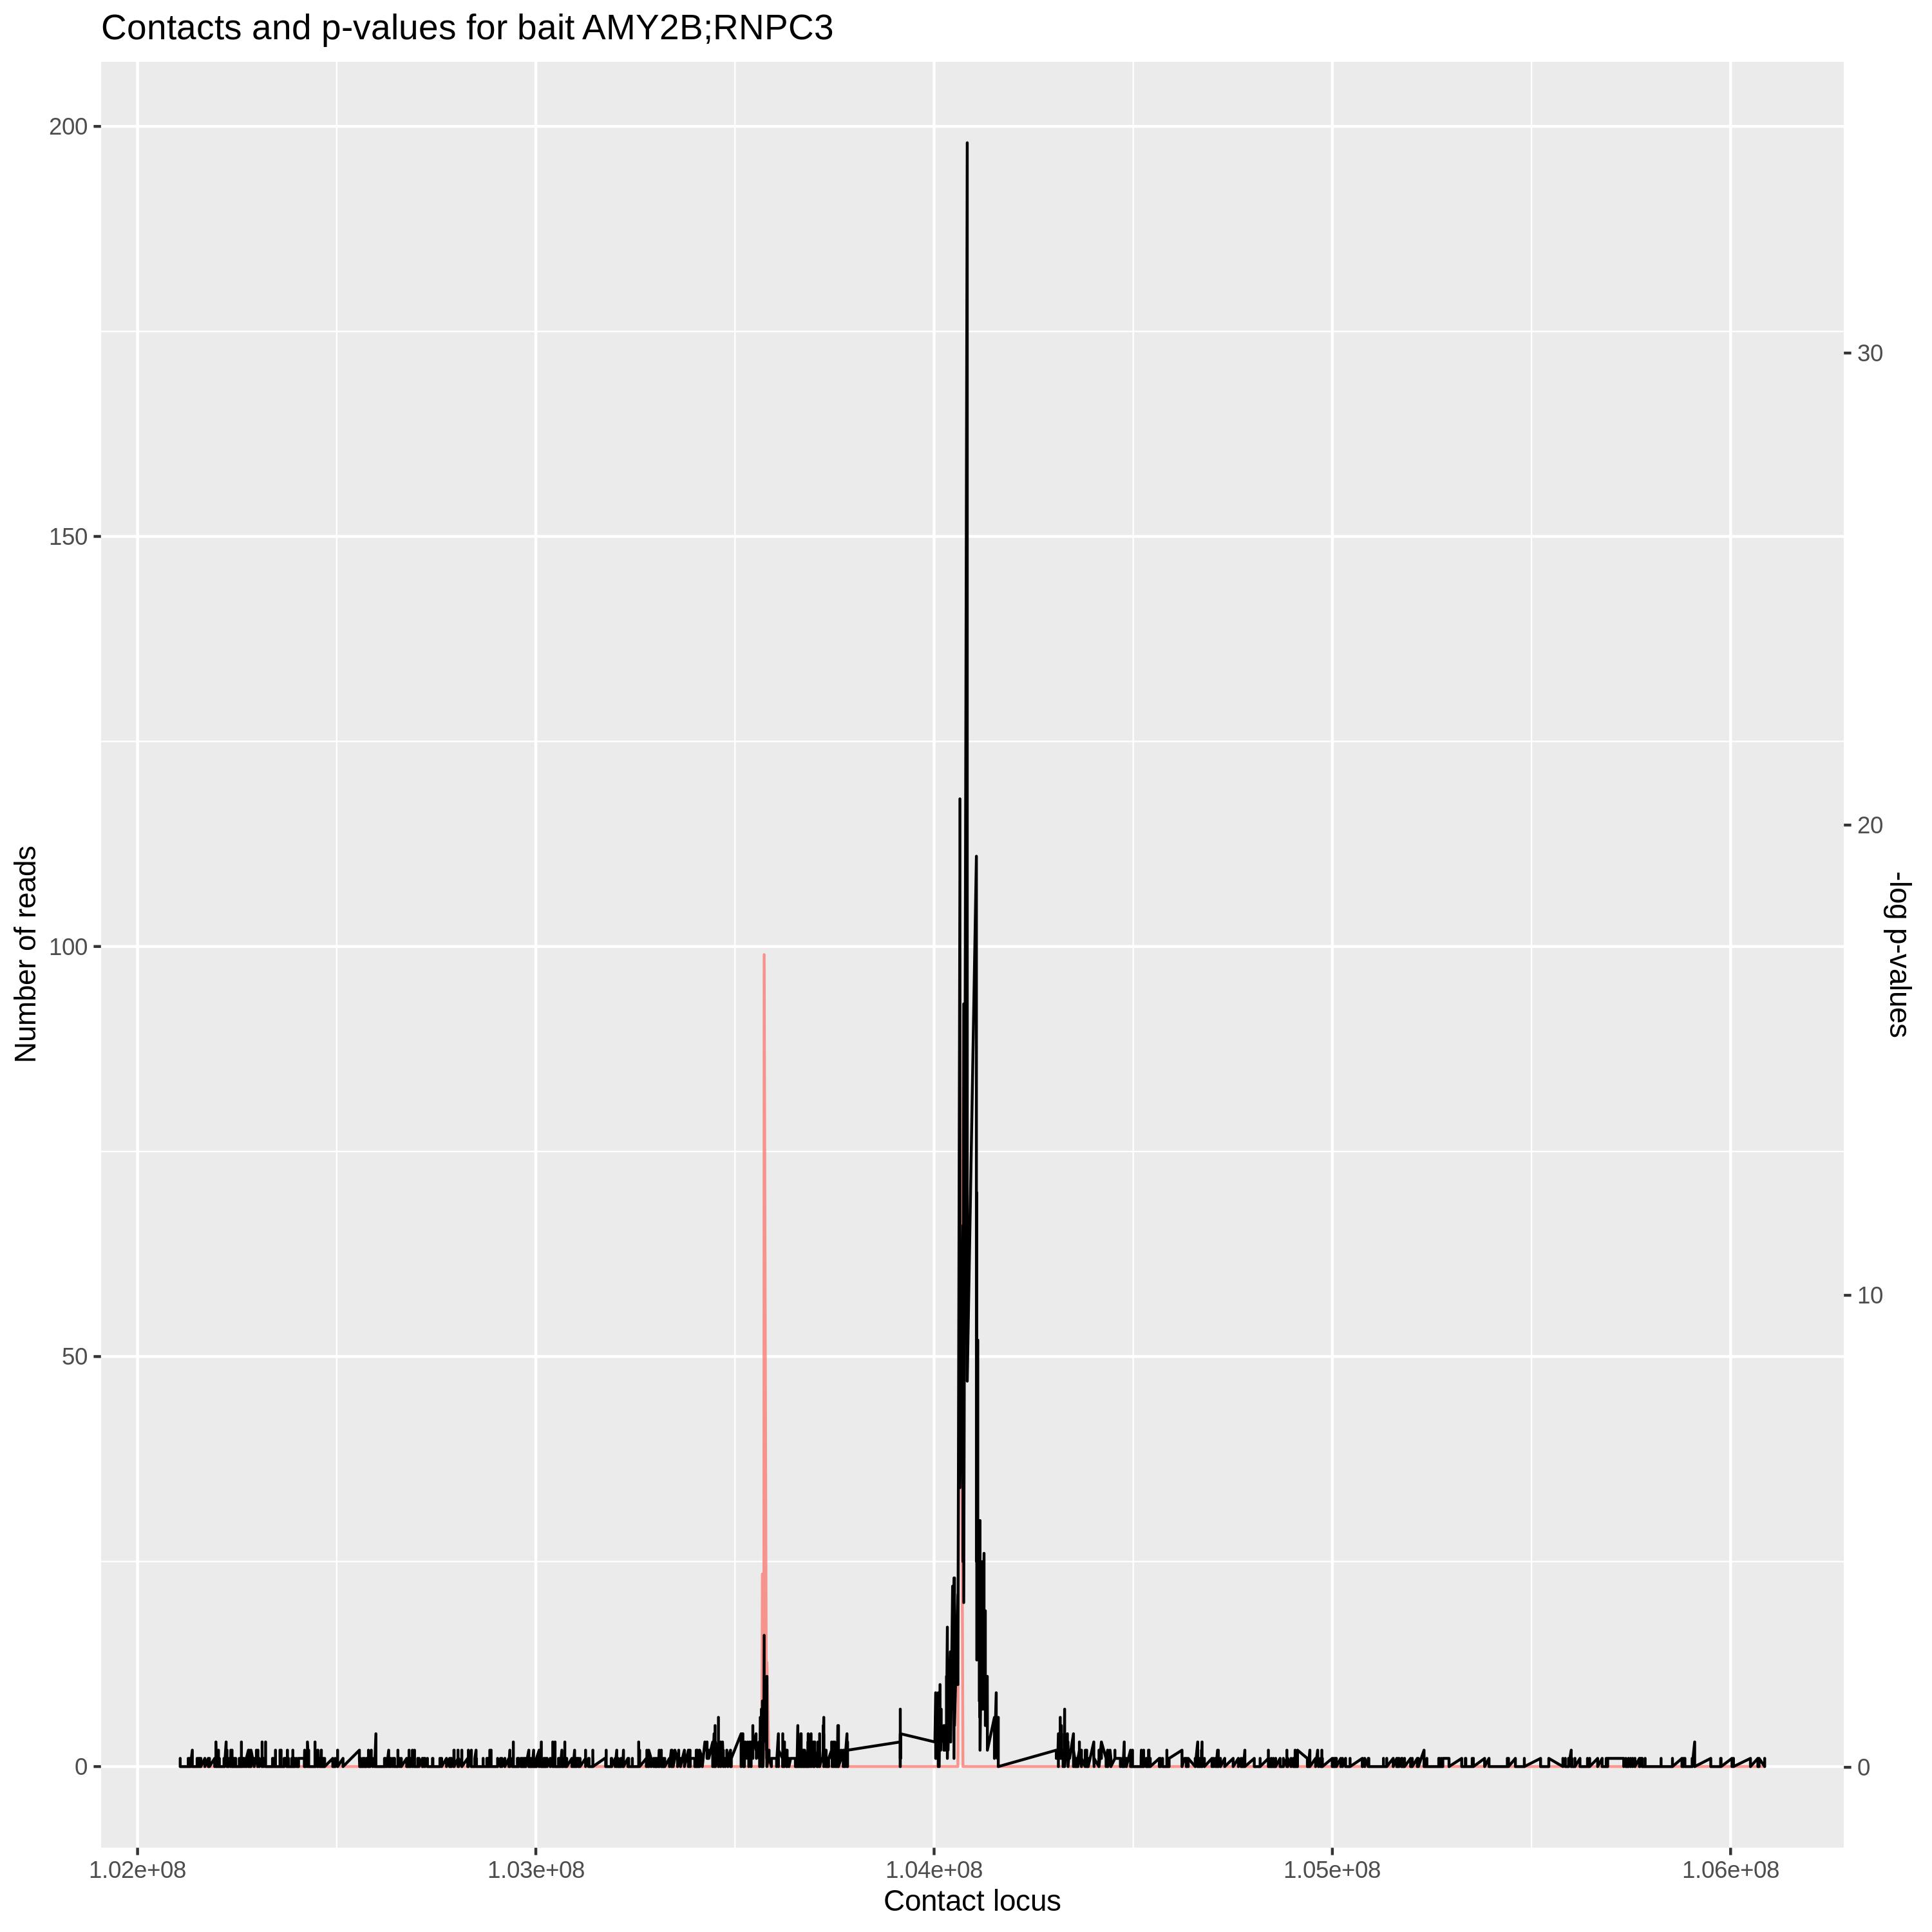 Contacts and p-values for bait AMY2B;RNPC3
200
150
100
50
0
Number of reads
30
20
10
0
-log p-values
1.02e+08 1.03e+08 1.04e+08 1.05e+08 1.06e+08
Contact locus